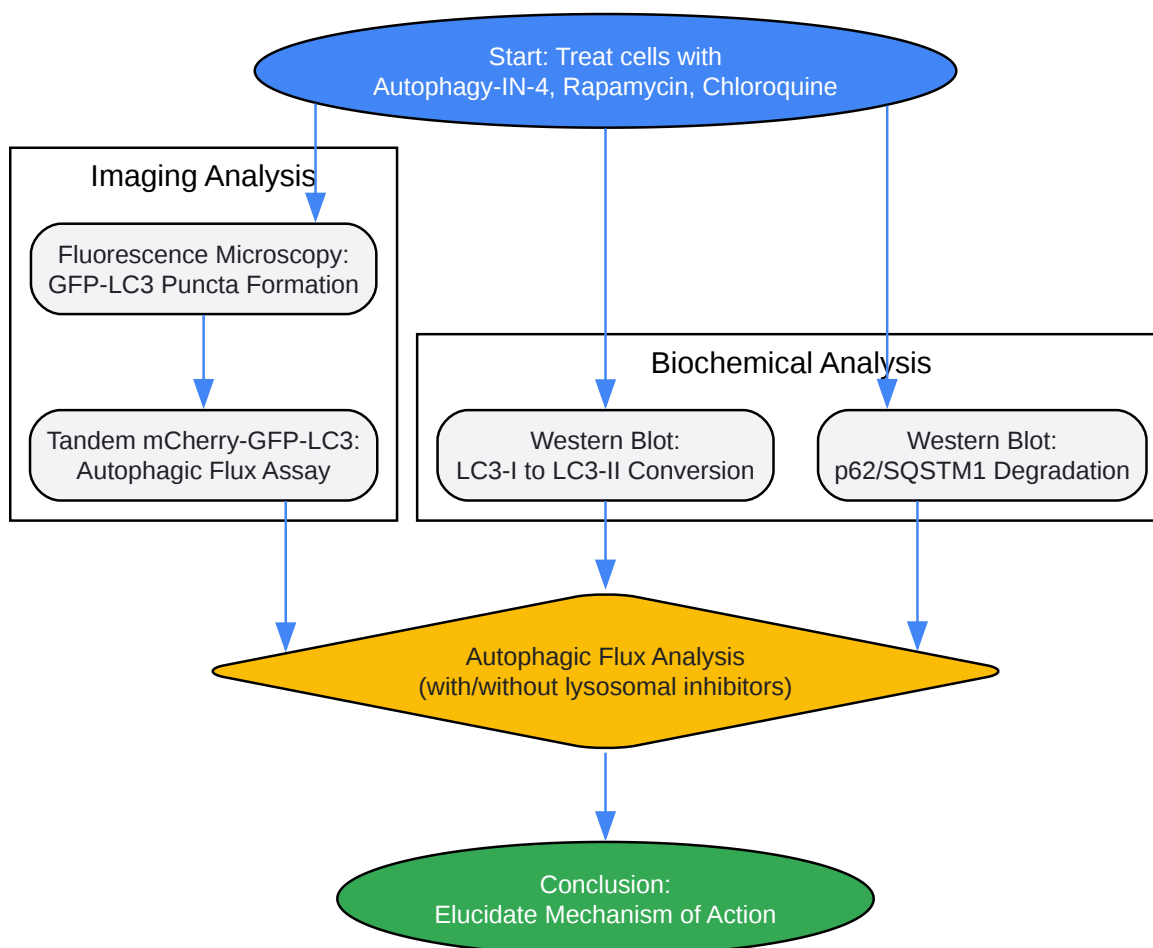 Start: Treat cells with
Autophagy-IN-4, Rapamycin, Chloroquine
Imaging Analysis
Fluorescence Microscopy:
GFP-LC3 Puncta Formation
Tandem mCherry-GFP-LC3:
Autophagic Flux Assay
Biochemical Analysis
Western Blot:
LC3-I to LC3-II Conversion
Western Blot:
p62/SQSTM1 Degradation
Autophagic Flux Analysis
(with/without lysosomal inhibitors)
Conclusion:
Elucidate Mechanism of Action